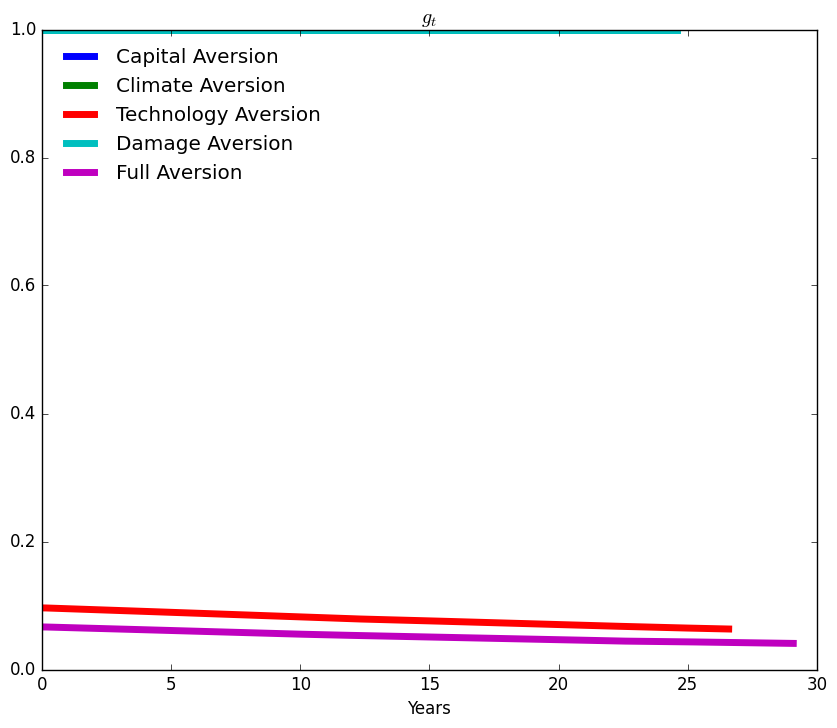 g_t
1.0
0.8
0.6
0.4
0.2
0.0
Capital Aversion
Climate Aversion
Technology Aversion
Damage Aversion
Full Aversion
0 5 10 15 20 25 30
Years